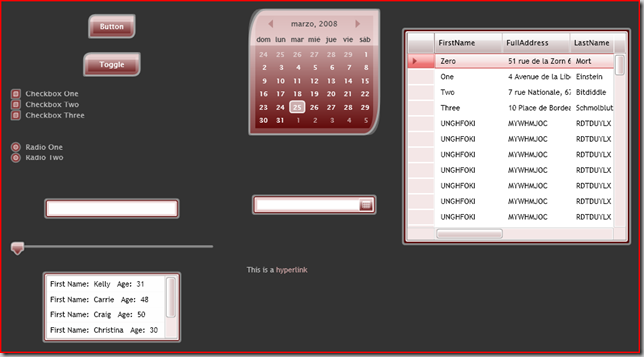 Button
Toggle
Checkbox One
Checkbox Two
Checkbox Three
Radio One
Radio Two
First Name: Kelly Age: 31
First Name: Carrie Age: 48
First Name: Craig Age: 50
First Name: Christina Age: 30
marzo, 2008
dom lun mar mié jue vie sáb
24 25 26 27 28 29 1
2 3 4 5 6 7 8
9 10 11 12 13 14 15
16 17 18 19 20 21 22
23 24 25 26 27 28 29
30 31 1 2 3 4 5
This is a hyperlink
FirstName FullAddress LastName
Zero 51 rue de la Zorn 6 Mort
One 4 Avenue de la Libe Einstein
Two 7 rue Nationale, 67 Bitdiddle
Three 10 Place de Bordea Schmolblut
UNGHFOKI MYWHMJOC RDTDUYLX
UNGHFOKI MYWHMJOC RDTDUYLX
UNGHFOKI MYWHMJOC RDTDUYLX
UNGHFOKI MYWHMJOC RDTDUYLX
UNGHFOKI MYWHMJOC RDTDUYLX
UNGHFOKI MYWHMJOC RDTDUYLX
UNGHFOKI MYWHMJOC RDTDUYLX